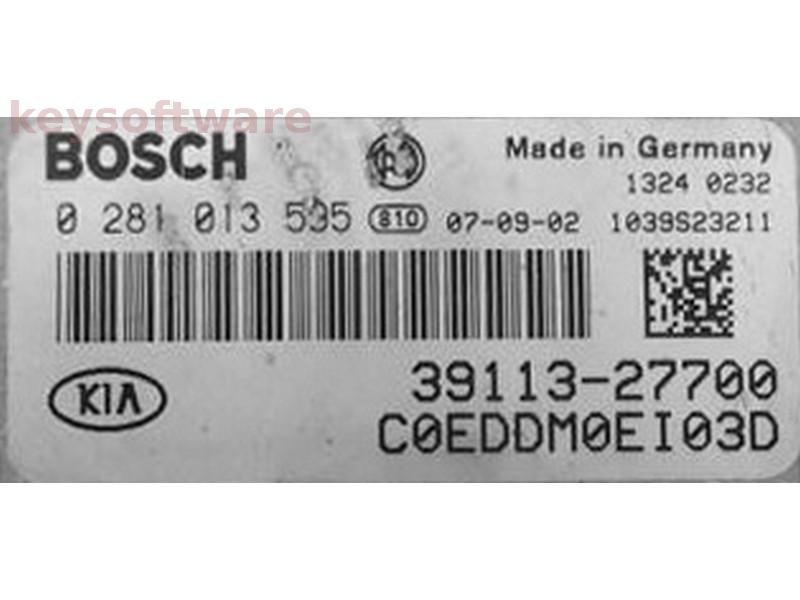 keysoftware
BOSCH
Made in Germany
1324 0232
0 281 013 535 810 07-09-02 1039S23211
KIA
39113-27700
C0EDDM0EI03D